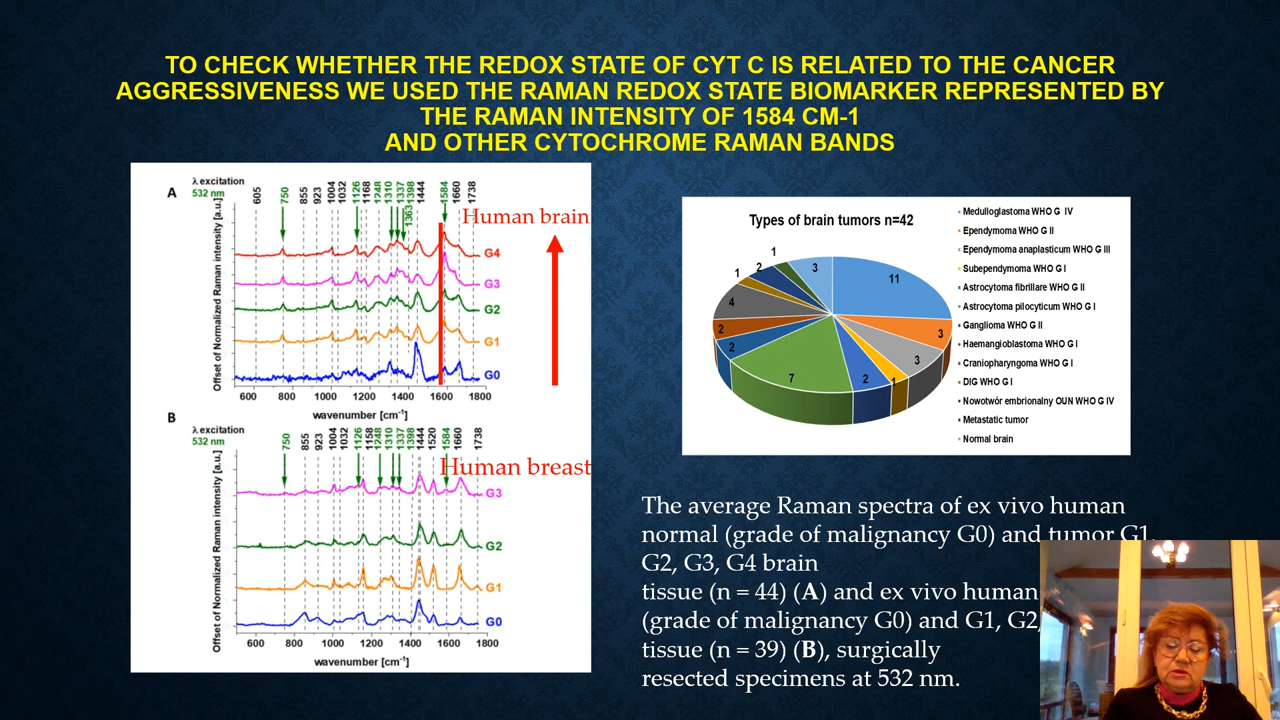 TO CHECK WHETHER THE REDOX STATE OF CYT C IS RELATED TO THE CANCER
AGGRESSIVENESS WE USED THE RAMAN REDOX STATE BIOMARKER REPRESENTED BY
THE RAMAN INTENSITY OF 1584 CM-1
AND OTHER CYTOCHROME RAMAN BANDS
A
λ excitation
532 nm
605
750
855
923
1004
1032
1126
1168
1248
1310
1337
1363
1398
1444
1584
1660
1738
Human brain
Offset of Normalized Raman intensity [a.u.]
G4
G3
G2
G1
G0
600 800 1000 1200 1400 1600 1800
wavenumber [cm-1]
B
λ excitation
532 nm
750
855
923
1004
1032
1126
1158
1248
1310
1337
1398
1444
1520
1584
1660
1738
Human breast
Offset of Normalized Raman intensity [a.u.]
G3
G2
G1
G0
600 800 1000 1200 1400 1600 1800
wavenumber [cm-1]
Types of brain tumors n=42
11
3
3
1
2
7
2
2
4
1
2
1
3
Medulloglastoma WHO G IV
Ependymoma WHO G II
Ependymoma anaplasticum WHO G III
Subependymoma WHO G I
Astrocytoma fibrillare WHO G II
Astrocytoma pilocyticum WHO G I
Ganglioma WHO G II
Haemangioblastoma WHO G I
Craniopharyngoma WHO G I
DIG WHO G I
Nowotwór embrionalny OUN WHO G IV
Metastatic tumor
Normal brain
The average Raman spectra of ex vivo human
normal (grade of malignancy G0) and tumor G1,
G2, G3, G4 brain
tissue (n = 44) (A) and ex vivo human
(grade of malignancy G0) and G1, G2,
tissue (n = 39) (B), surgically
resected specimens at 532 nm.